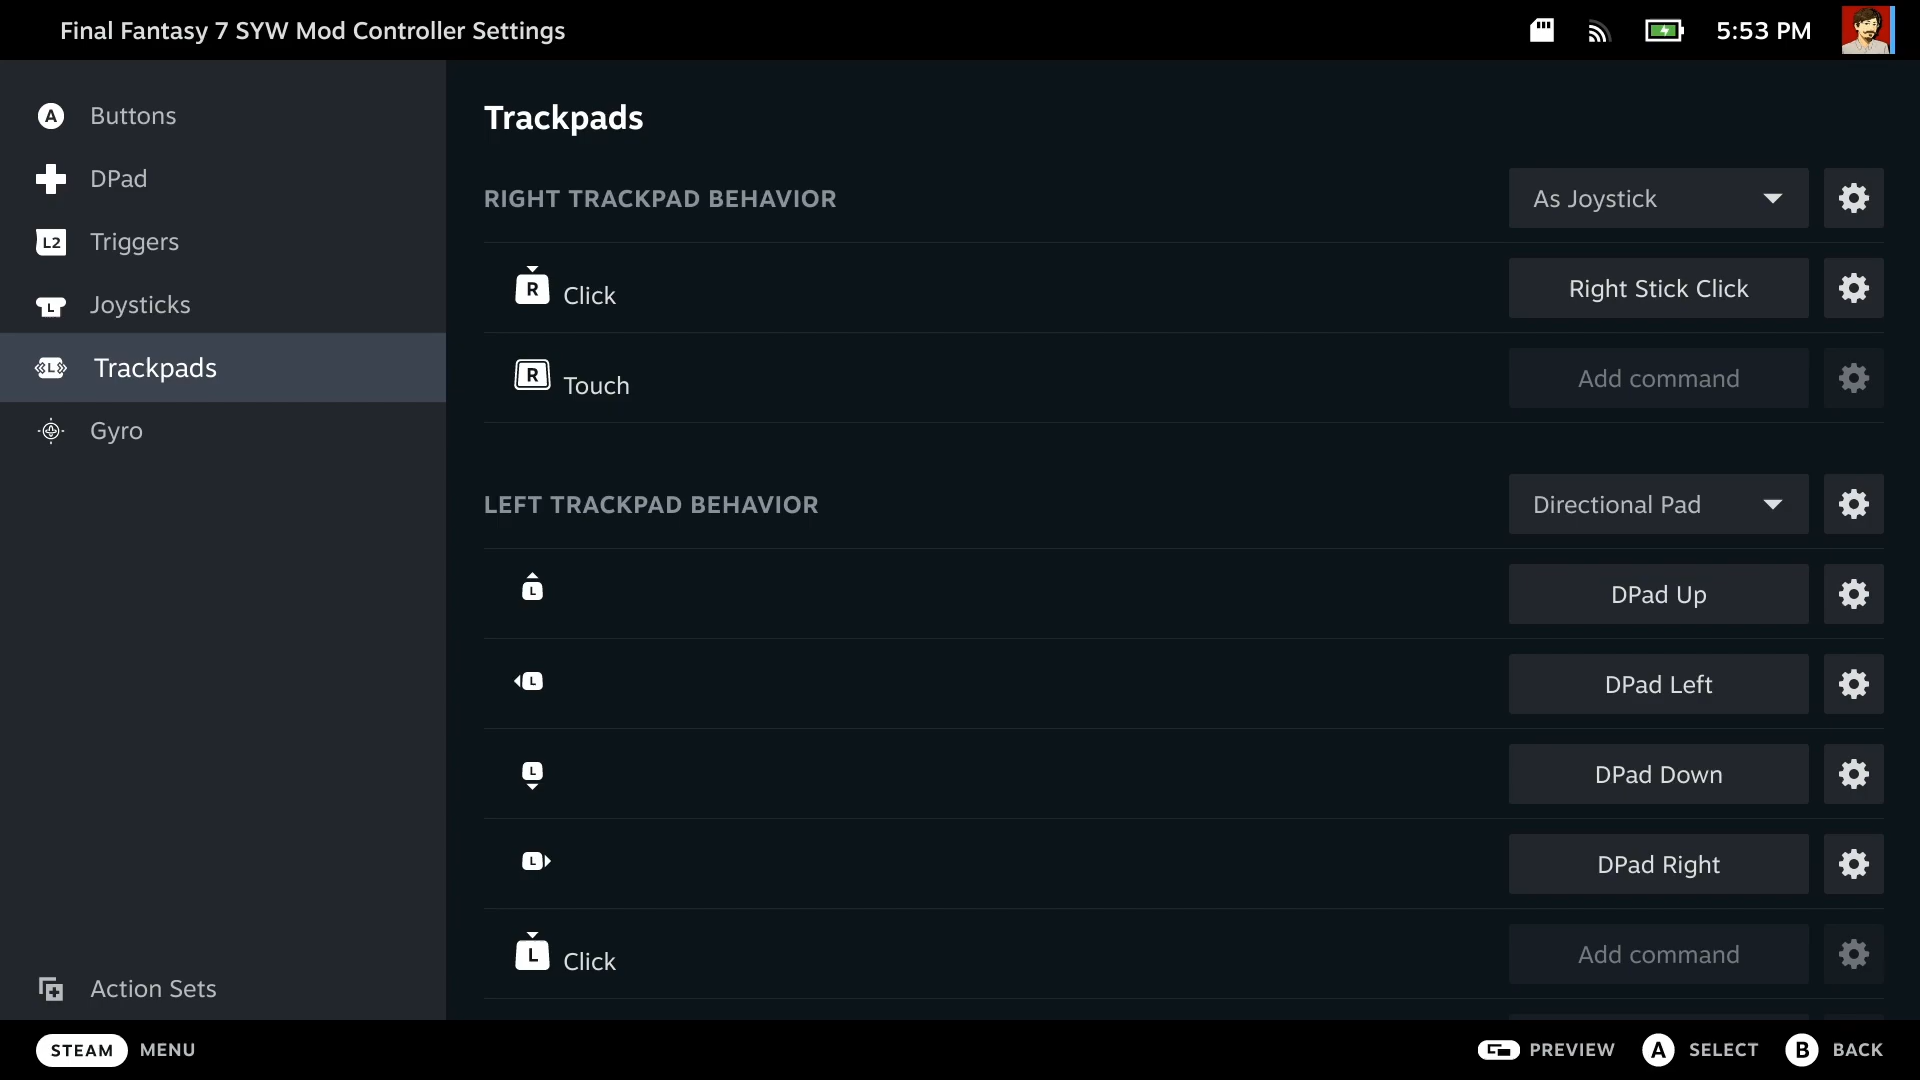 Final Fantasy 7 SYW Mod Controller Settings
5:53 PM
A Buttons
DPad
L2 Triggers
L Joysticks
L Trackpads
Gyro
Action Sets
Trackpads
RIGHT TRACKPAD BEHAVIOR
As Joystick
R Click
Right Stick Click
R Touch
Add command
LEFT TRACKPAD BEHAVIOR
Directional Pad
L
DPad Up
L
DPad Left
L
DPad Down
L
DPad Right
L Click
Add command
STEAM MENU
PREVIEW
A SELECT
B BACK